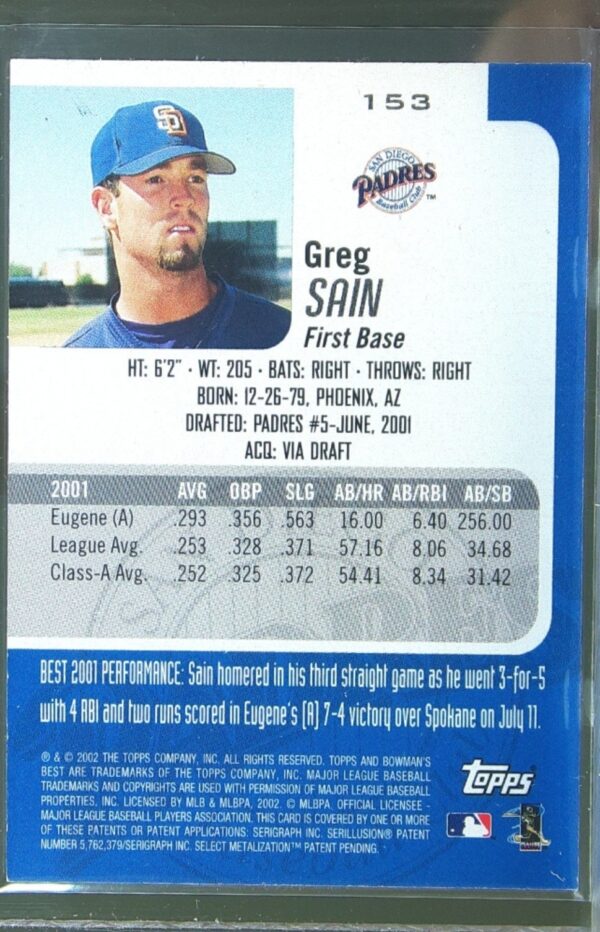 153
SD
SAN DIEGO
PADRES
Baseball Club
TM
Greg
SAIN
First Base
HT: 6'2" · WT: 205 · BATS: RIGHT · THROWS: RIGHT
BORN: 12-26-79, PHOENIX, AZ
DRAFTED: PADRES #5-JUNE, 2001
ACQ: VIA DRAFT
2001 AVG OBP SLG AB/HR AB/RBI AB/SB
Eugene (A) .293 .356 .563 16.00 6.40 256.00
League Avg. .253 .328 .371 57.16 8.06 34.68
Class-A Avg. .252 .325 .372 54.41 8.34 31.42
BEST 2001 PERFORMANCE: Sain homered in his third straight game as he went 3-for-5
with 4 RBI and two runs scored in Eugene's (A) 7-4 victory over Spokane on July 11.
® & © 2002 THE TOPPS COMPANY, INC. ALL RIGHTS RESERVED. TOPPS AND BOWMAN'S
BEST ARE TRADEMARKS OF THE TOPPS COMPANY, INC. MAJOR LEAGUE BASEBALL
TRADEMARKS AND COPYRIGHTS ARE USED WITH PERMISSION OF MAJOR LEAGUE BASEBALL
PROPERTIES, INC. LICENSED BY MLB & MLBPA, 2002. © MLBPA. OFFICIAL LICENSEE -
MAJOR LEAGUE BASEBALL PLAYERS ASSOCIATION. THIS CARD IS COVERED BY ONE OR MORE
OF THESE PATENTS OR PATENT APPLICATIONS: SERIGRAPH INC. SERILLUSION® PATENT
NUMBER 5,762,379/SERIGRAPH INC. SELECT METALIZATION™ PATENT PENDING.
TOPPS